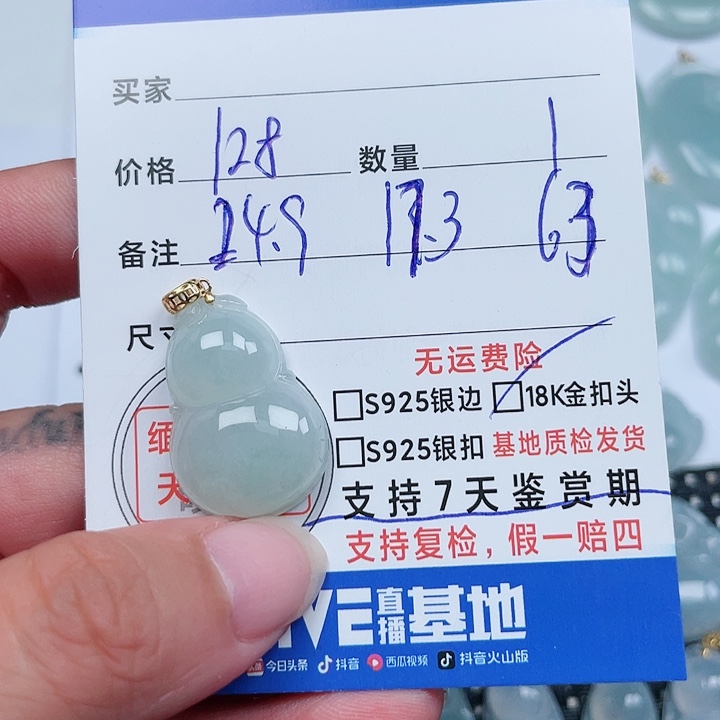 买家
价格 128 数量 1
备注 24.9 17.3 6.3
尺寸
无运费险
S925银边 18K金扣头
S925银扣 基地质检发货
缅
天
支持7天鉴赏期
支持复检，假一赔四
直播基地
今日头条 抖音 西瓜视频 抖音火山版